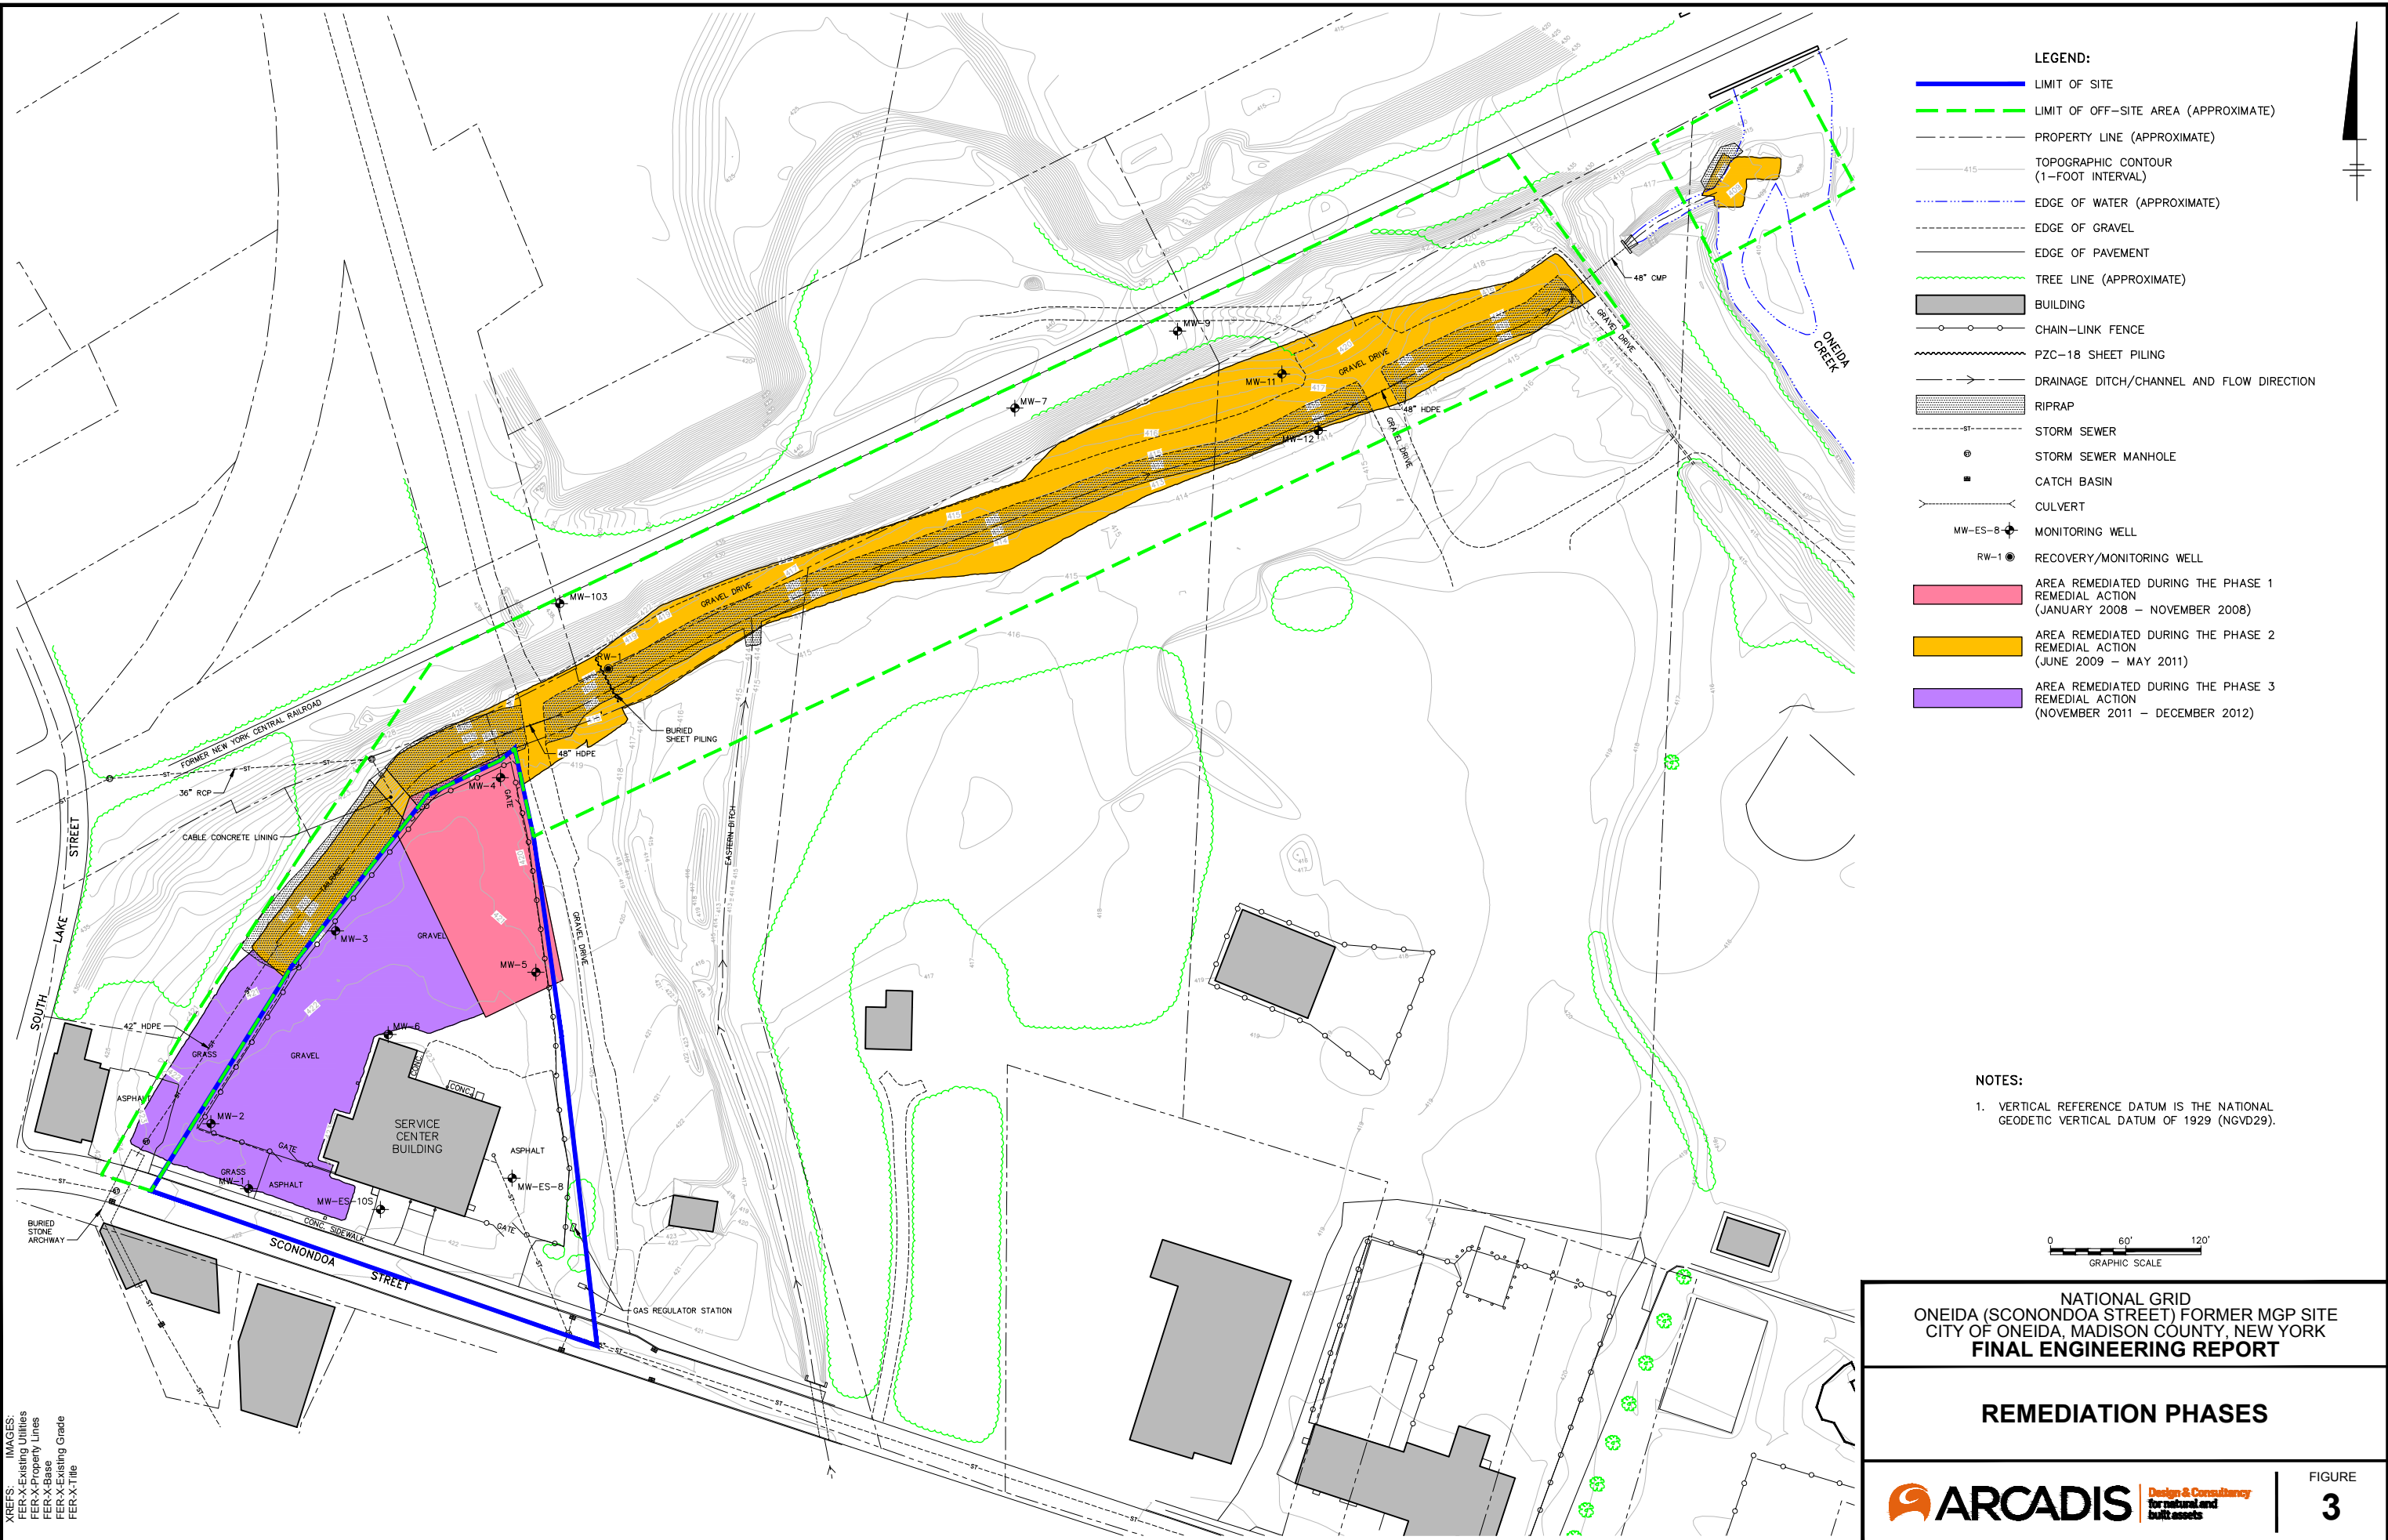 LEGEND:
LIMIT OF SITE
LIMIT OF OFF-SITE AREA (APPROXIMATE)
PROPERTY LINE (APPROXIMATE)
415
TOPOGRAPHIC CONTOUR
(1-FOOT INTERVAL)
EDGE OF WATER (APPROXIMATE)
EDGE OF GRAVEL
EDGE OF PAVEMENT
TREE LINE (APPROXIMATE)
BUILDING
CHAIN-LINK FENCE
PZC-18 SHEET PILING
DRAINAGE DITCH/CHANNEL AND FLOW DIRECTION
RIPRAP
ST
STORM SEWER
STORM SEWER MANHOLE
CATCH BASIN
CULVERT
MW-ES-8
MONITORING WELL
RW-1
RECOVERY/MONITORING WELL
AREA REMEDIATED DURING THE PHASE 1
REMEDIAL ACTION
(JANUARY 2008 - NOVEMBER 2008)
AREA REMEDIATED DURING THE PHASE 2
REMEDIAL ACTION
(JUNE 2009 - MAY 2011)
AREA REMEDIATED DURING THE PHASE 3
REMEDIAL ACTION
(NOVEMBER 2011 - DECEMBER 2012)
48" CMP
ONEIDA
CREEK
GRAVEL DRIVE
MW-9
MW-11
GRAVEL DRIVE
MW-7
48" HDPE
MW-12
GRAVEL DRIVE
MW-103
GRAVEL DRIVE
RW-1
BURIED
SHEET PILING
48" HDPE
FORMER NEW YORK CENTRAL RAILROAD
36" RCP
MW-4
GATE
CABLE CONCRETE LINING
SOUTH LAKE STREET
EASTERN DITCH
TAILRACE
MW-3
GRAVEL
MW-5
GRAVEL DRIVE
42" HDPE
GRASS
GRAVEL
MW-6
CONC.
CONC.
ASPHALT
MW-2
GATE
SERVICE
CENTER
BUILDING
ASPHALT
GRASS
MW-1
ASPHALT
MW-ES-10S
MW-ES-8
GATE
BURIED
STONE
ARCHWAY
CONC. SIDEWALK
SCONONDOA STREET
GAS REGULATOR STATION
NOTES:
1. VERTICAL REFERENCE DATUM IS THE NATIONAL
GEODETIC VERTICAL DATUM OF 1929 (NGVD29).
0 60' 120'
GRAPHIC SCALE
NATIONAL GRID
ONEIDA (SCONONDOA STREET) FORMER MGP SITE
CITY OF ONEIDA, MADISON COUNTY, NEW YORK
FINAL ENGINEERING REPORT
REMEDIATION PHASES
ARCADIS
Design & Consultancy
for natural and
built assets
FIGURE
3
XREFS: IMAGES:
FER-X-Existing Utilities
FER-X-Property Lines
FER-X-Base
FER-X-Existing Grade
FER-X-Title